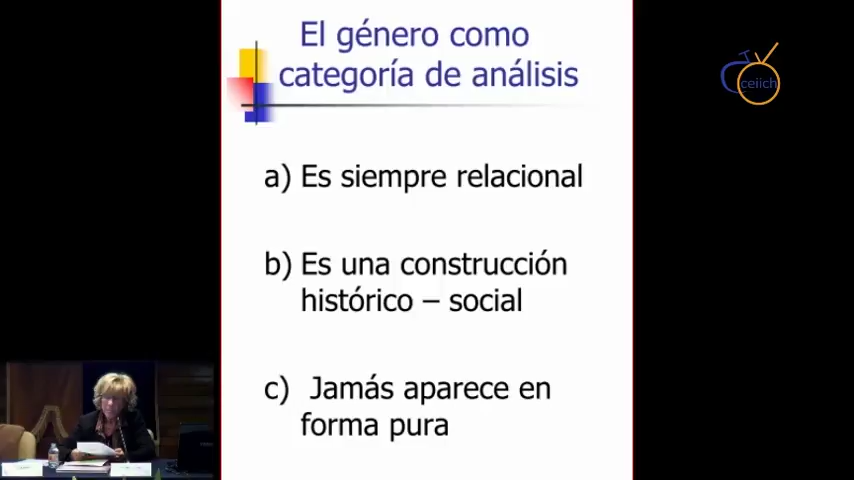 El género como
categoría de análisis
ceiich
a) Es siempre relacional
b) Es una construcción
histórico – social
c) Jamás aparece en
forma pura